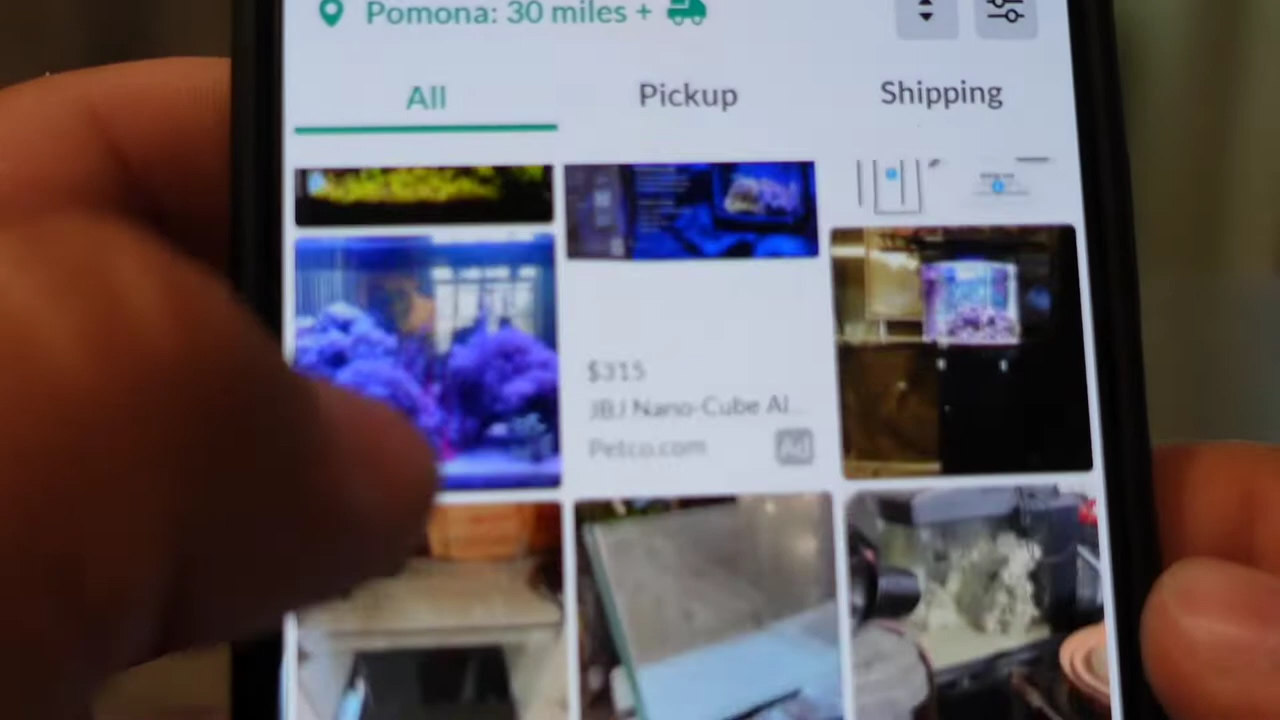 Pomona: 30 miles +
All
Pickup
Shipping
$315
JBJ Nano-Cube AI...
Petco.com
Ad